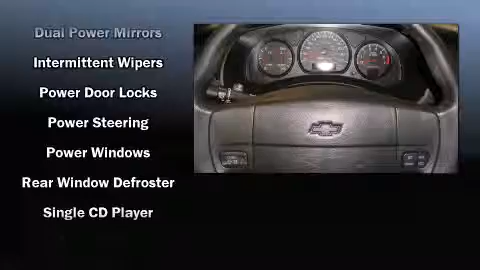 Dual Power Mirrors
Intermittent Wipers
Power Door Locks
Power Steering
Power Windows
Rear Window Defroster
Single CD Player